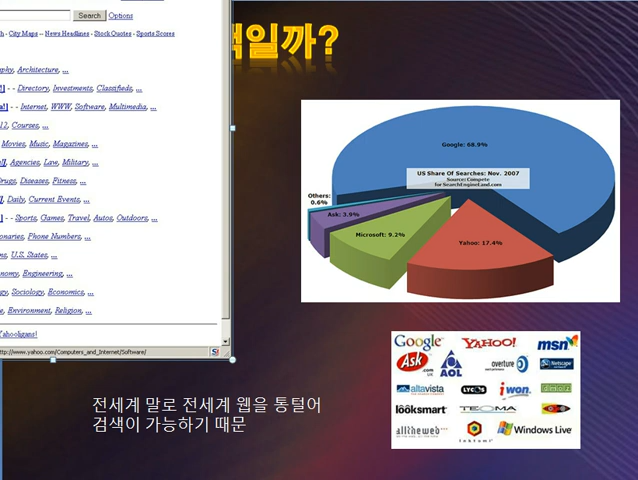 Search Options
- City Maps -- News Headlines - Stock Quotes - Sports Scores
일까?
Architecture, ...
- - Directory, Investments, Classifieds, ...
- - Internet, WWW, Software, Multimedia, ...
Courses, ...
Movies, Music, Magazines, ...
Agencies, Law, Military, ...
Diseases, Fitness, ...
Daily, Current Events, ...
- - Sports, Games, Travel, Autos, Outdoors, ...
Phone Numbers, ...
U.S. States, ...
Engineering, ...
Sociology, Economics, ...
Environment, Religion, ...
Yahooligans!
http://www.yahoo.com/Computers_and_Internet/Software/
Google: 68.9%
US Share Of Searches: Nov. 2007
Source: Compete
for SearchEngineLand.com
Others:
0.6%
Ask: 3.9%
Microsoft: 9.2%
Yahoo: 17.4%
Google YAHOO! msn
Ask.com AOL overture Netscape
altavista LYCOS iwon.
looksmart TEOMA
alltheweb inktomi Windows Live
전세계 말로 전세계 웹을 통털어
검색이 가능하기 때문